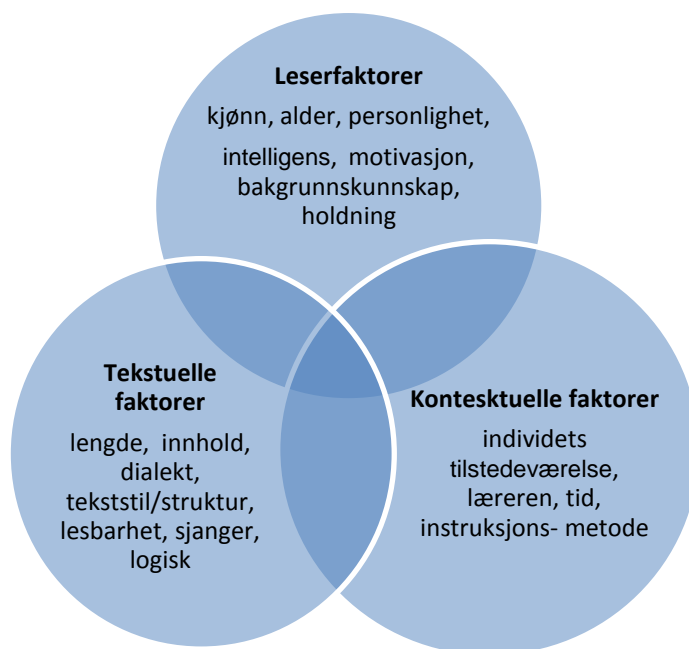 Leserfaktorer
kjønn, alder, personlighet,
intelligens, motivasjon,
bakgrunnskunnskap,
holdning
Tekstuelle
faktorer
lengde, innhold,
dialekt,
tekststil/struktur,
lesbarhet, sjanger,
logisk
Kontesktuelle faktorer
individets
tilstedeværelse,
læreren, tid,
instruksjons- metode